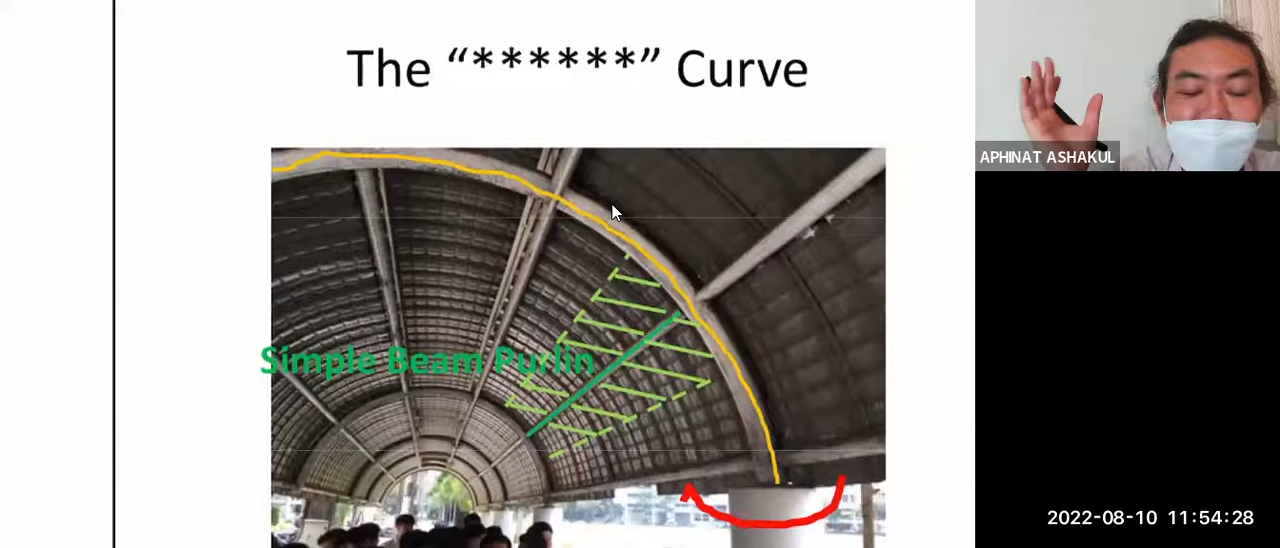 The “******” Curve
APHINAT ASHAKUL
Simple Beam Purlin
2022-08-10 11:54:28